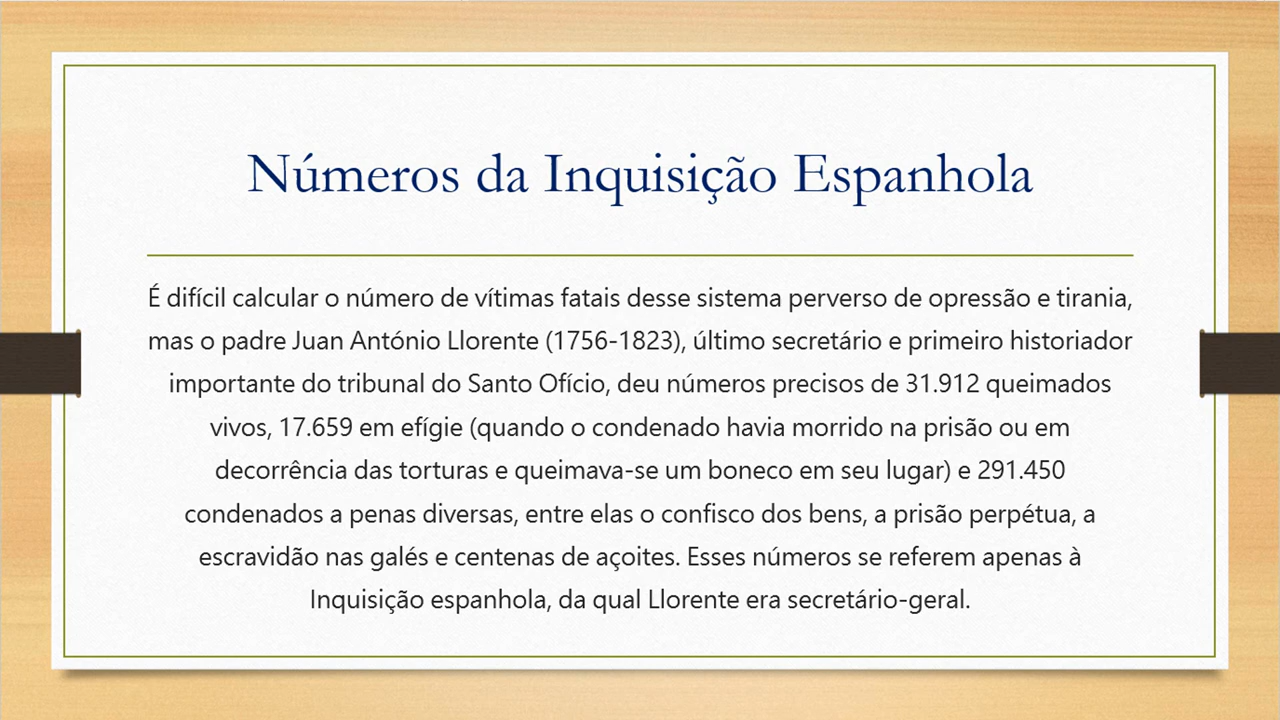 Números da Inquisição Espanhola
É difícil calcular o número de vítimas fatais desse sistema perverso de opressão e tirania,
mas o padre Juan António Llorente (1756-1823), último secretário e primeiro historiador
importante do tribunal do Santo Ofício, deu números precisos de 31.912 queimados
vivos, 17.659 em efígie (quando o condenado havia morrido na prisão ou em
decorrência das torturas e queimava-se um boneco em seu lugar) e 291.450
condenados a penas diversas, entre elas o confisco dos bens, a prisão perpétua, a
escravidão nas galés e centenas de açoites. Esses números se referem apenas à
Inquisição espanhola, da qual Llorente era secretário-geral.